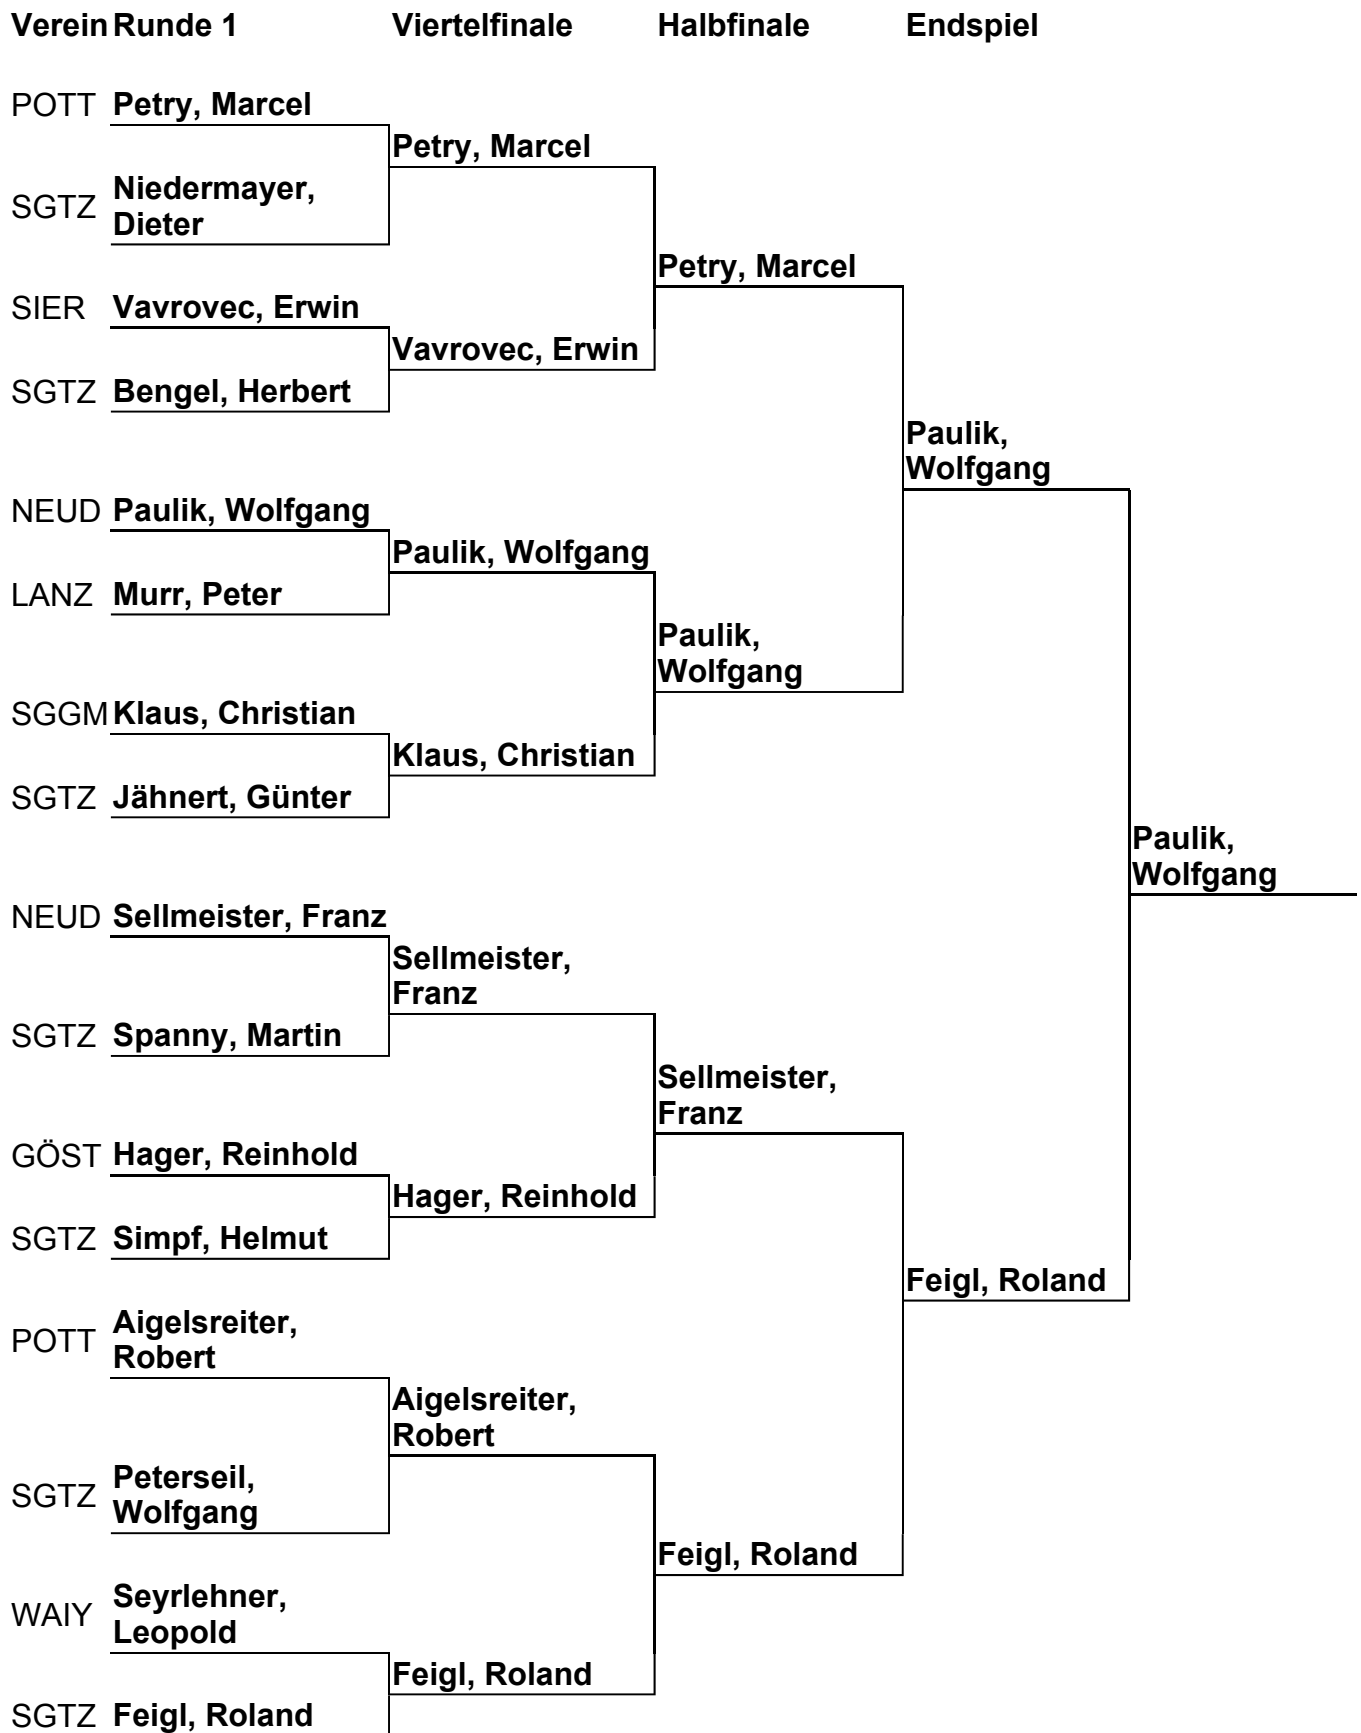 Verein Runde 1 Viertelfinale Halbfinale Endspiel
POTT Petry, Marcel
Petry, Marcel
SGTZ Niedermayer,
Dieter
Petry, Marcel
SIER Vavrovec, Erwin
Vavrovec, Erwin
SGTZ Bengel, Herbert
Paulik,
Wolfgang
NEUD Paulik, Wolfgang
Paulik, Wolfgang
LANZ Murr, Peter
Paulik,
Wolfgang
SGGM Klaus, Christian
Klaus, Christian
SGTZ Jähnert, Günter
Paulik,
Wolfgang
NEUD Sellmeister, Franz
Sellmeister,
Franz
SGTZ Spanny, Martin
Sellmeister,
Franz
GÖST Hager, Reinhold
Hager, Reinhold
SGTZ Simpf, Helmut
Feigl, Roland
POTT Aigelsreiter,
Robert
Aigelsreiter,
Robert
SGTZ Peterseil,
Wolfgang
Feigl, Roland
WAIY Seyrlehner,
Leopold
Feigl, Roland
SGTZ Feigl, Roland